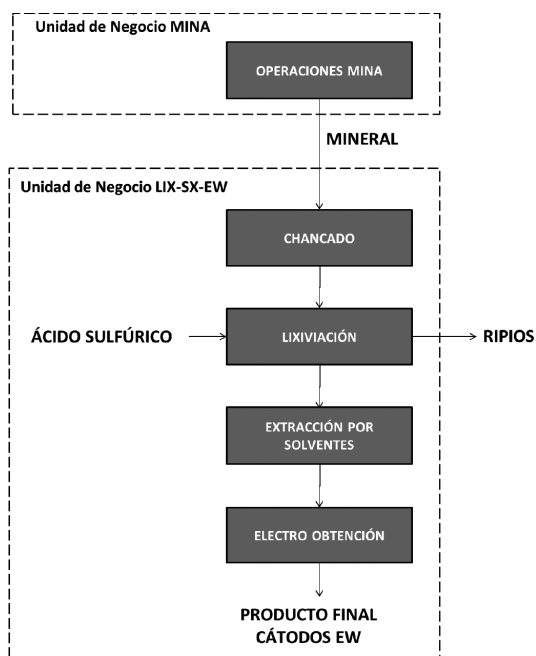 Unidad de Negocio MINA
OPERACIONES MINA
MINERAL
Unidad de Negocio LIX-SX-EW
CHANCADO
ÁCIDO SULFÚRICO
LIXIVIACIÓN
RIPIOS
EXTRACCIÓN POR
SOLVENTES
ELECTRO OBTENCIÓN
PRODUCTO FINAL
CÁTODOS EW